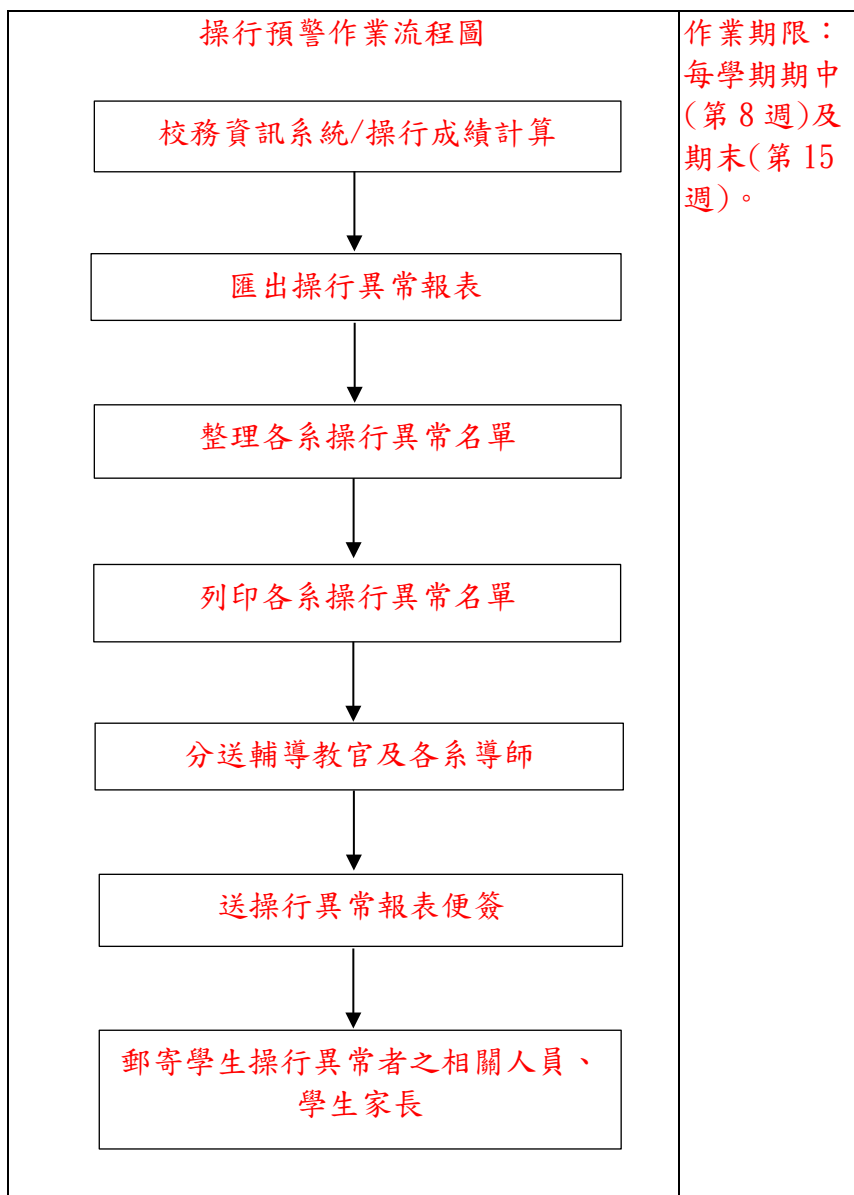 操行預警作業流程圖
校務資訊系統/操行成績計算
匯出操行異常報表
整理各系操行異常名單
列印各系操行異常名單
分送輔導教官及各系導師
送操行異常報表便簽
郵寄學生操行異常者之相關人員、
學生家長
作業期限：
每學期期中
(第 8 週)及
期末(第 15
週)。